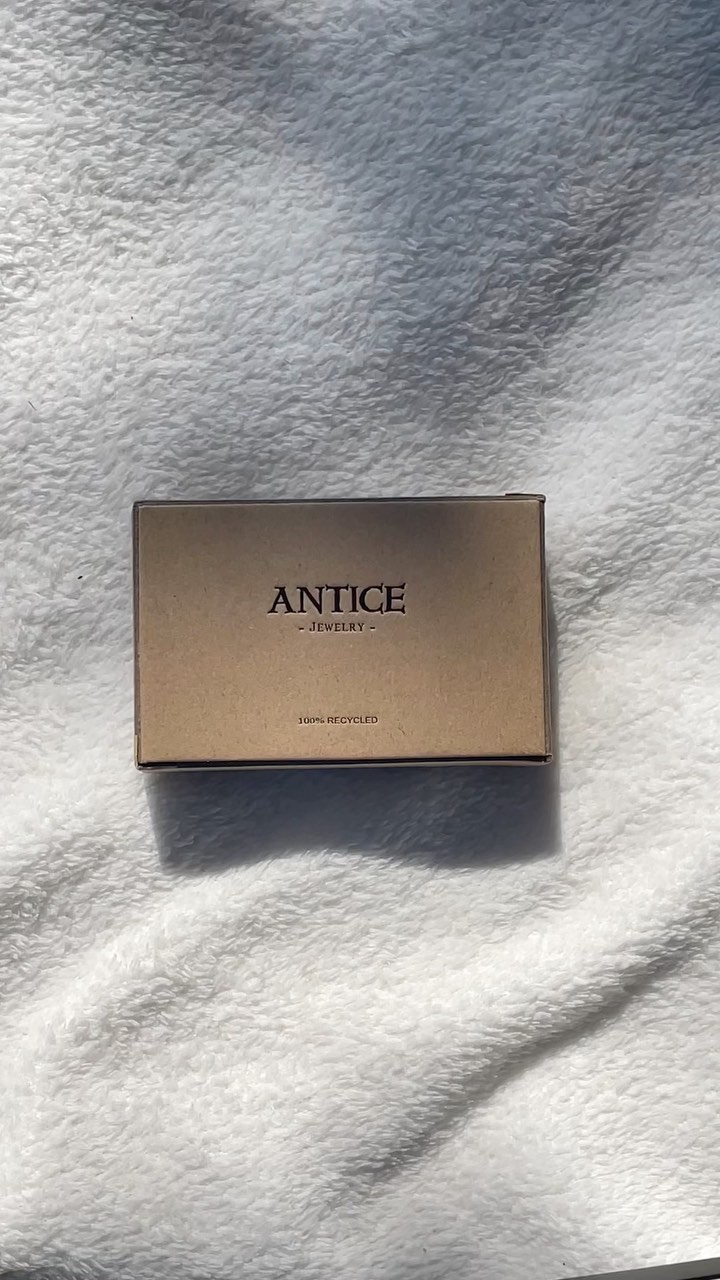 ANTICE
- JEWELRY -
100% RECYCLED